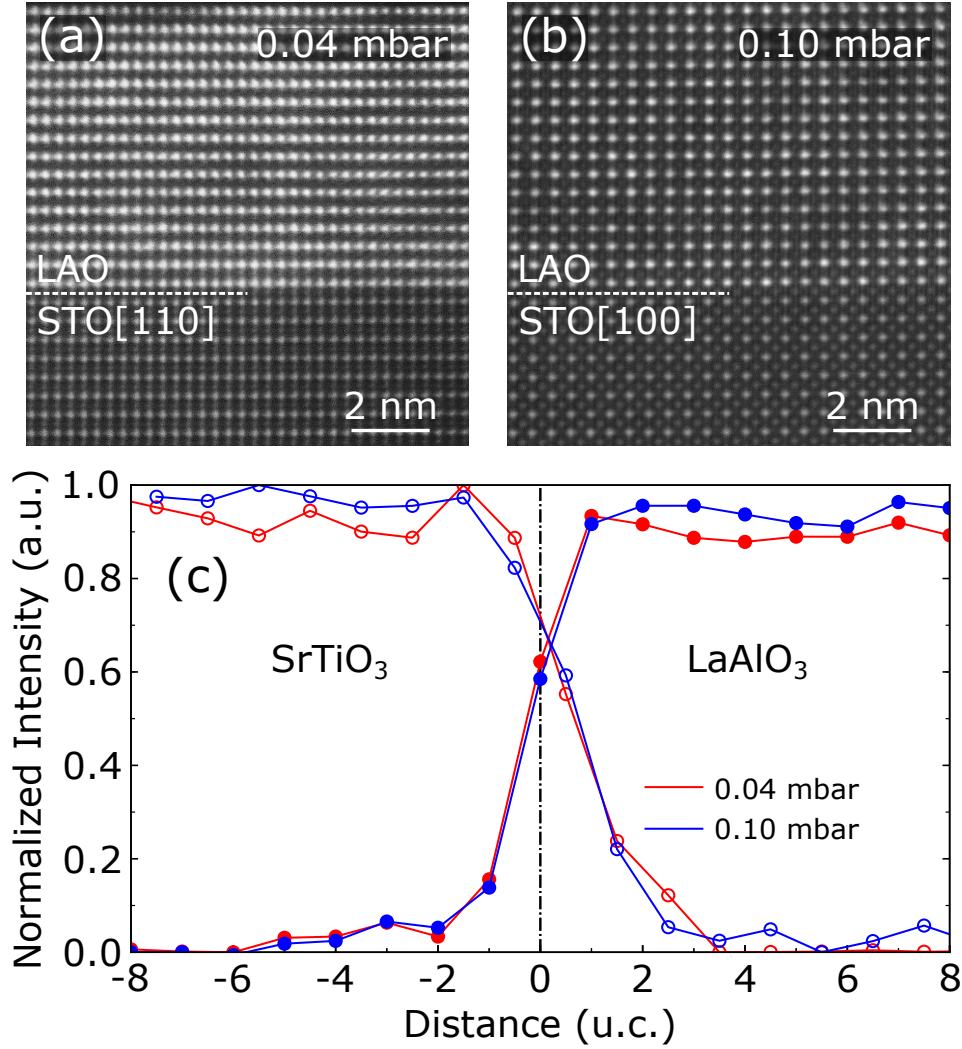 (a)
0.04 mbar
LAO
STO[110]
2 nm
(b)
0.10 mbar
LAO
STO[100]
2 nm
Normalized Intensity (a.u.)
1.0
0.8
0.6
0.4
0.2
0.0
(c)
SrTiO₃
LaAlO₃
0.04 mbar
0.10 mbar
-8 -6 -4 -2 0 2 4 6 8
Distance (u.c.)